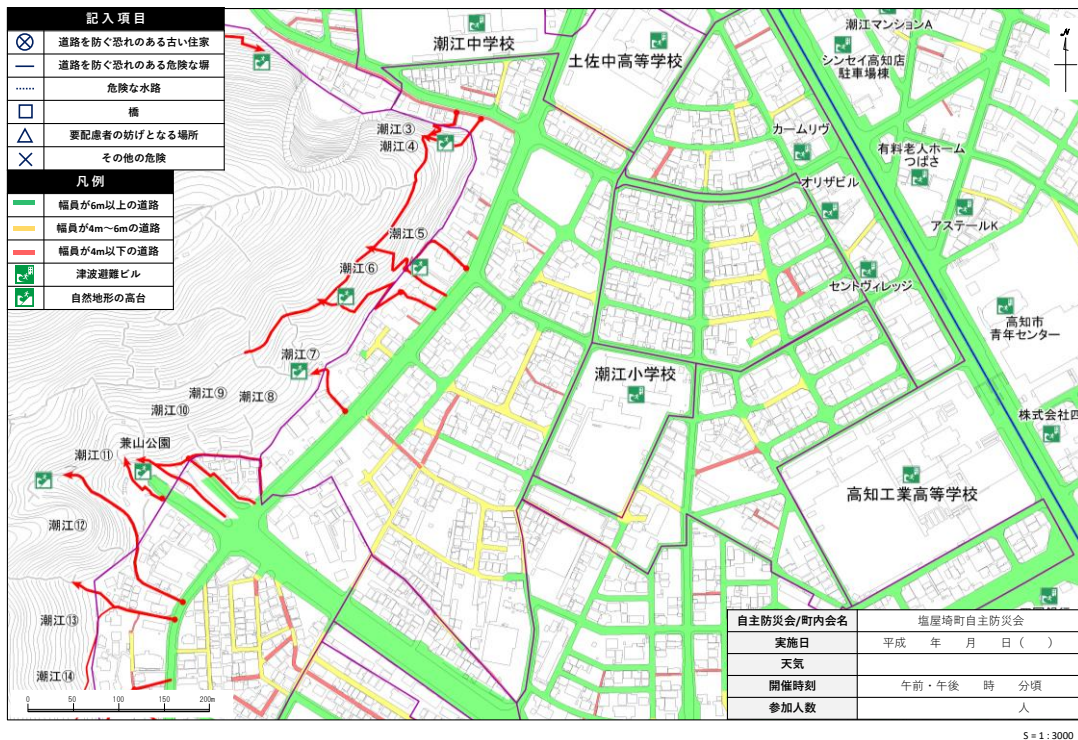 記入項目
道路を防ぐ恐れのある古い住家
道路を防ぐ恐れのある危険な塀
危険な水路
橋
要配慮者の妨げとなる場所
その他の危険
凡例
幅員が6m以上の道路
幅員が4m～6mの道路
幅員が4m以下の道路
津波避難ビル
自然地形の高台
潮江中学校
土佐中高等学校
潮江マンションA
シンセイ高知店
駐車場棟
潮江③
潮江④
カームリヴ
有料老人ホーム
つばさ
オリザビル
アステールK
潮江⑤
潮江⑥
セントヴィレッジ
高知市
青年センター
潮江⑦
潮江小学校
潮江⑨
潮江⑧
潮江⑩
株式会社四
兼山公園
潮江⑪
高知工業高等学校
潮江⑫
潮江⑬
潮江⑭
0 50 100 150 200m
自主防災会/町内会名 塩屋埼町自主防災会
実施日 平成 年 月 日（ ）
天気
開催時刻 午前・午後 時 分頃
参加人数 人
S = 1 : 3000